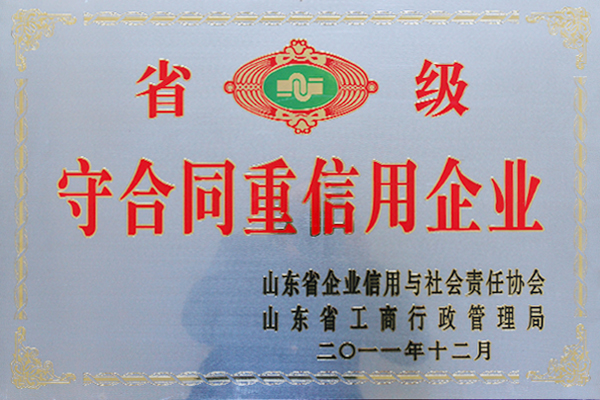 省 级
守合同重信用企业
山东省企业信用与社会责任协会
山东省工商行政管理局
二〇一一年十二月